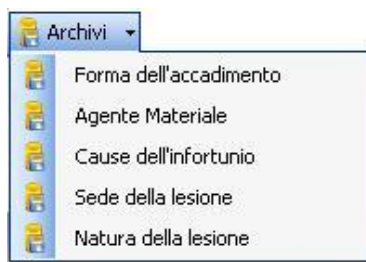 Archivi
Forma dell'accadimento
Agente Materiale
Cause dell'infortunio
Sede della lesione
Natura della lesione